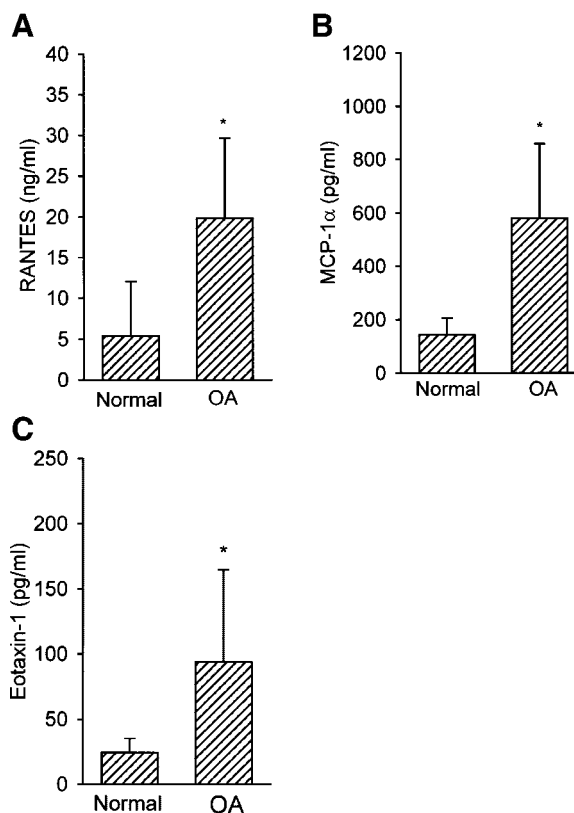 A
RANTES (ng/ml)
40
35
30
25
20
15
10
5
0
*
Normal OA
B
MCP-1α (pg/ml)
1200
1000
800
600
400
200
0
*
Normal OA
C
Eotaxin-1 (pg/ml)
250
200
150
100
50
0
*
Normal OA